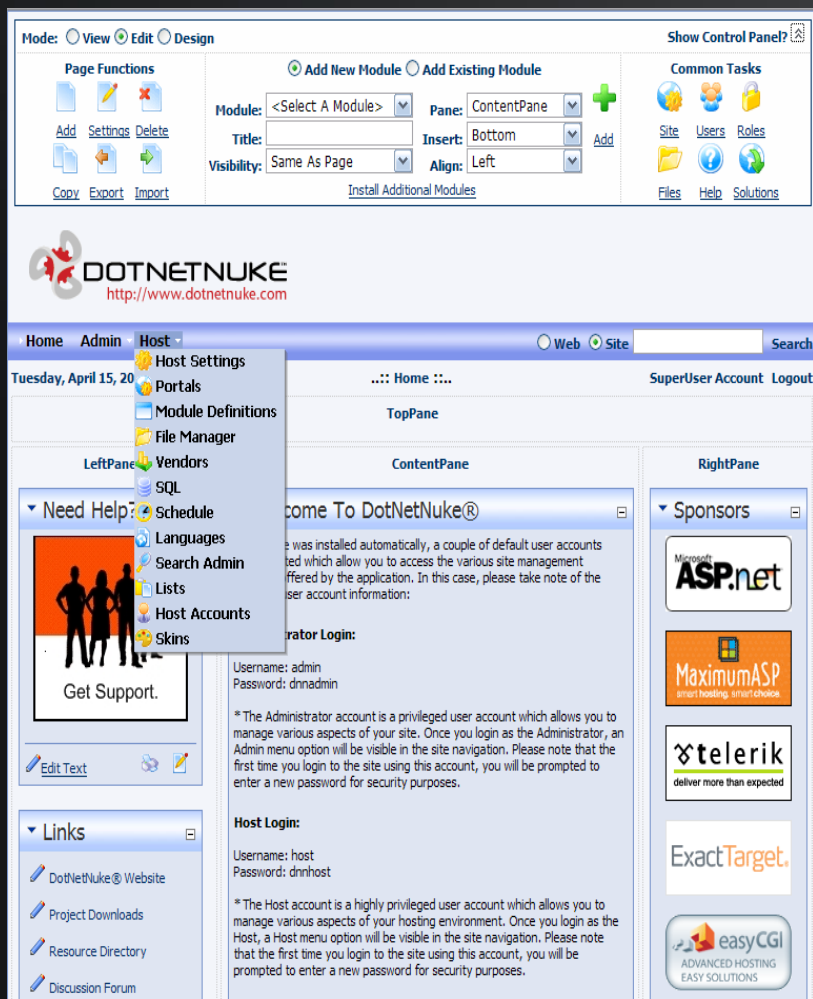 Mode: View Edit Design
Show Control Panel?
Page Functions
Add Settings Delete
Copy Export Import
Add New Module Add Existing Module
Module: <Select A Module> Pane: ContentPane
Title: Insert: Bottom Add
Visibility: Same As Page Align: Left
Install Additional Modules
Common Tasks
Site Users Roles
Files Help Solutions
DOTNETNUKE
http://www.dotnetnuke.com
Home Admin Host
Web Site Search
Host Settings
Portals
Module Definitions
File Manager
Vendors
SQL
Schedule
Languages
Search Admin
Lists
Host Accounts
Skins
Tuesday, April 15, 20 ..:: Home ::.. SuperUser Account Logout
TopPane
LeftPane ContentPane RightPane
Need Help?
Get Support.
Edit Text
Links
DotNetNuke® Website
Project Downloads
Resource Directory
Discussion Forum
come To DotNetNuke®
e was installed automatically, a couple of default user accounts
ted which allow you to access the various site management
ffered by the application. In this case, please take note of the
ser account information:
rator Login:
Username: admin
Password: dnnadmin
* The Administrator account is a privileged user account which allows you to
manage various aspects of your site. Once you login as the Administrator, an
Admin menu option will be visible in the site navigation. Please note that the
first time you login to the site using this account, you will be prompted to
enter a new password for security purposes.
Host Login:
Username: host
Password: dnnhost
* The Host account is a highly privileged user account which allows you to
manage various aspects of your hosting environment. Once you login as the
Host, a Host menu option will be visible in the site navigation. Please note
that the first time you login to the site using this account, you will be
prompted to enter a new password for security purposes.
Sponsors
Microsoft
ASP.net
MaximumASP
smart hosting. smart choice.
telerik
deliver more than expected
ExactTarget.
easyCGI
ADVANCED HOSTING
EASY SOLUTIONS